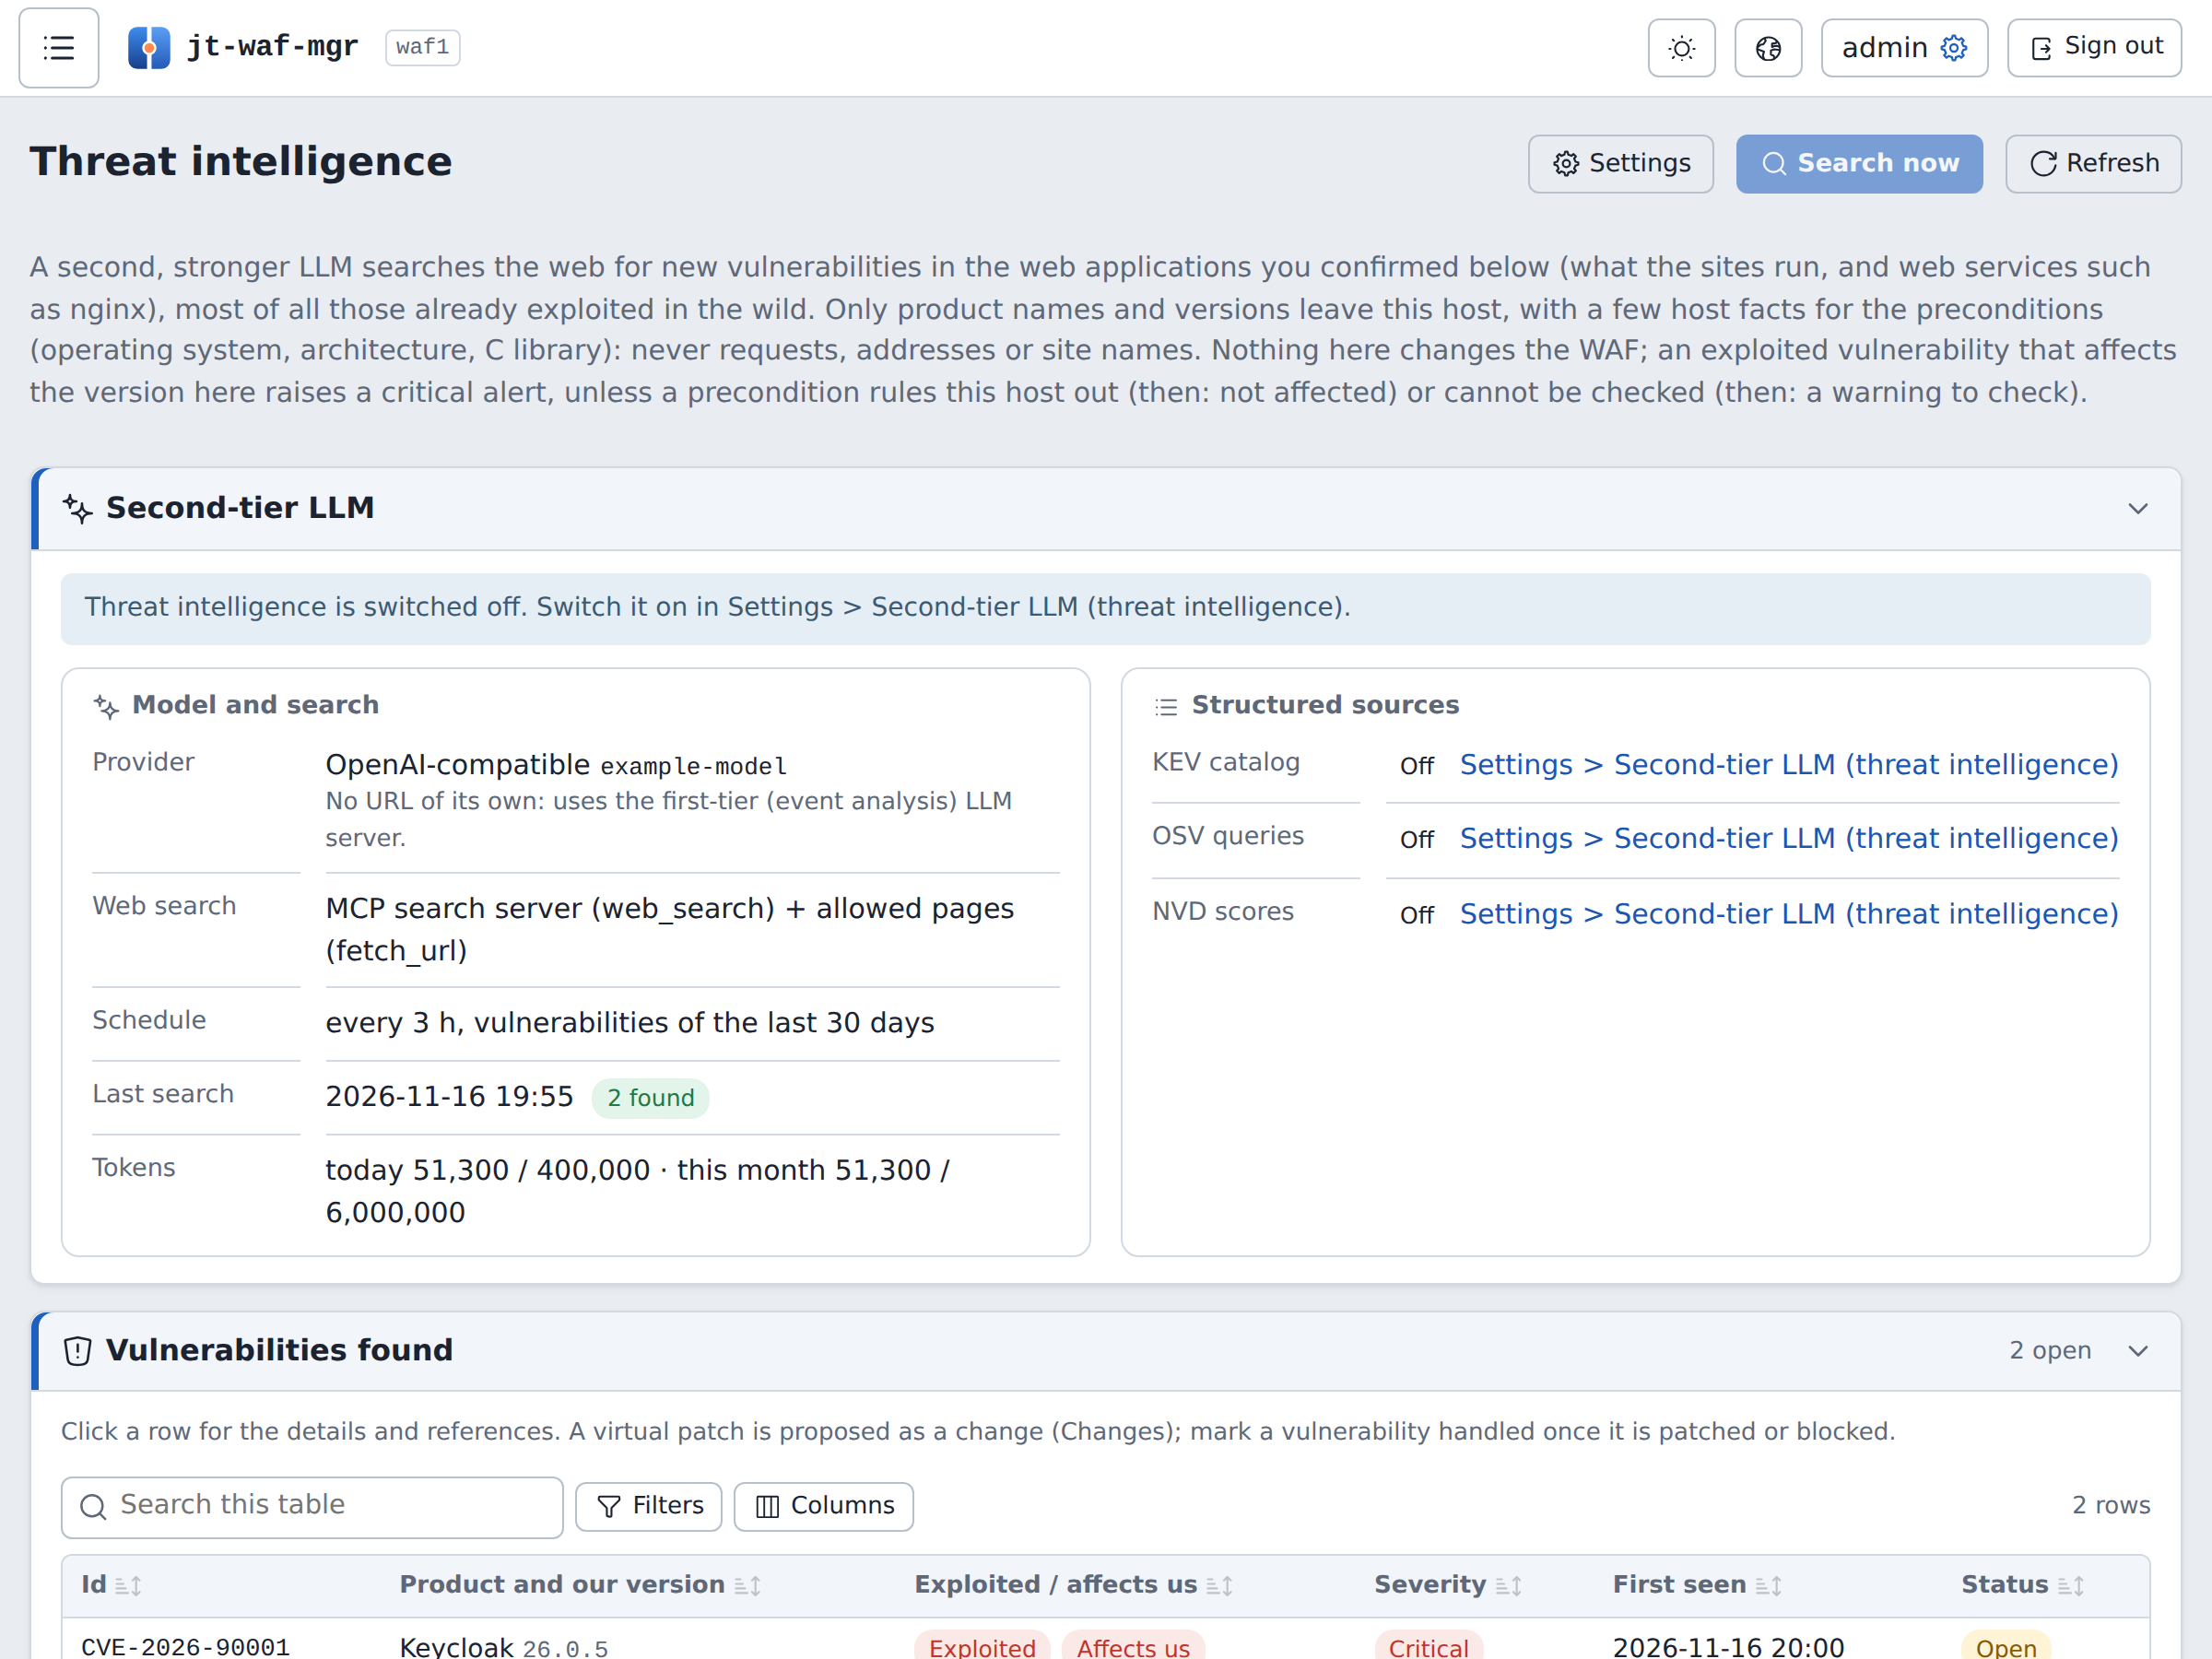 jt-waf-mgr waf1 admin Sign out
Threat intelligence Settings Search now Refresh
A second, stronger LLM searches the web for new vulnerabilities in the web applications you confirmed below (what the sites run, and web services such
as nginx), most of all those already exploited in the wild. Only product names and versions leave this host, with a few host facts for the preconditions
(operating system, architecture, C library): never requests, addresses or site names. Nothing here changes the WAF; an exploited vulnerability that affects
the version here raises a critical alert, unless a precondition rules this host out (then: not affected) or cannot be checked (then: a warning to check).
Second-tier LLM
Threat intelligence is switched off. Switch it on in Settings > Second-tier LLM (threat intelligence).
Model and search
Provider OpenAI-compatible example-model
No URL of its own: uses the first-tier (event analysis) LLM
server.
Web search MCP search server (web_search) + allowed pages
(fetch_url)
Schedule every 3 h, vulnerabilities of the last 30 days
Last search 2026-11-16 19:55 2 found
Tokens today 51,300 / 400,000 · this month 51,300 /
6,000,000
Structured sources
KEV catalog Off Settings > Second-tier LLM (threat intelligence)
OSV queries Off Settings > Second-tier LLM (threat intelligence)
NVD scores Off Settings > Second-tier LLM (threat intelligence)
Vulnerabilities found 2 open
Click a row for the details and references. A virtual patch is proposed as a change (Changes); mark a vulnerability handled once it is patched or blocked.
Search this table Filters Columns 2 rows
Id Product and our version Exploited / affects us Severity First seen Status
CVE-2026-90001 Keycloak 26.0.5 Exploited Affects us Critical 2026-11-16 20:00 Open